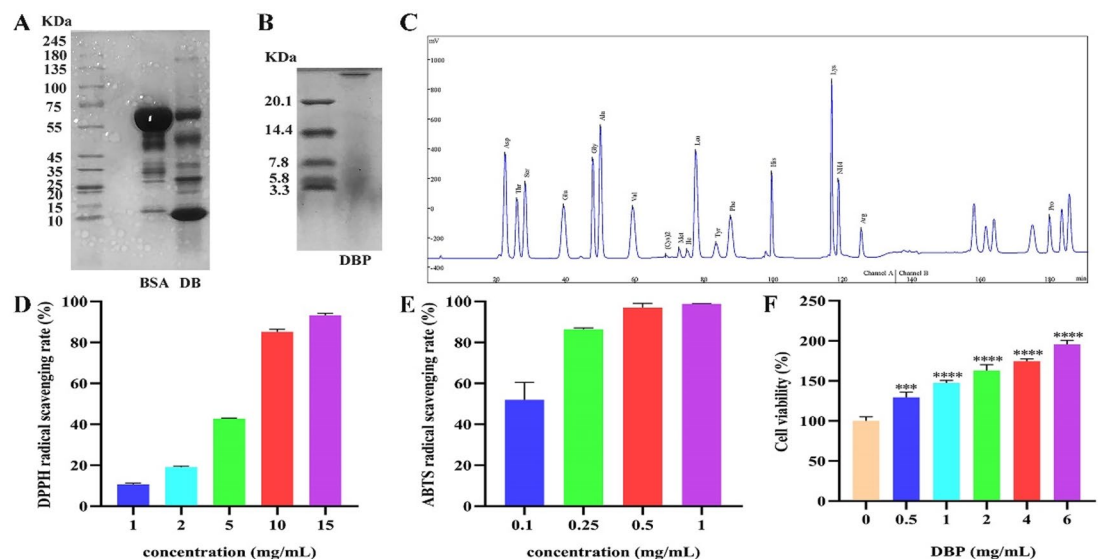 A
KDa
245
180
135
100
75
55
45
35
25
20
15
10
BSA DB
B
KDa
20.1
14.4
7.8
5.8
3.3
DBP
C
mV
1000
600
200
0
-200
-400
Asp
Thr
Ser
Glu
Gly
Ala
Val
(Cys)2
Met
Ile
Leu
Tyr
Phe
His
Lys
NH4
Arg
Pro
20 40 60 80 100 120 140 160 180 min
Channel A Channel B
D
DPPH radical scavenging rate (%)
100
80
60
40
20
0
1 2 5 10 15
concentration (mg/mL)
E
ABTS radical scavenging rate (%)
100
80
60
40
20
0
0.1 0.25 0.5 1
concentration (mg/mL)
F
Cell viability (%)
250
200
150
100
50
0
*** **** **** **** ****
0 0.5 1 2 4 6
DBP (mg/mL)